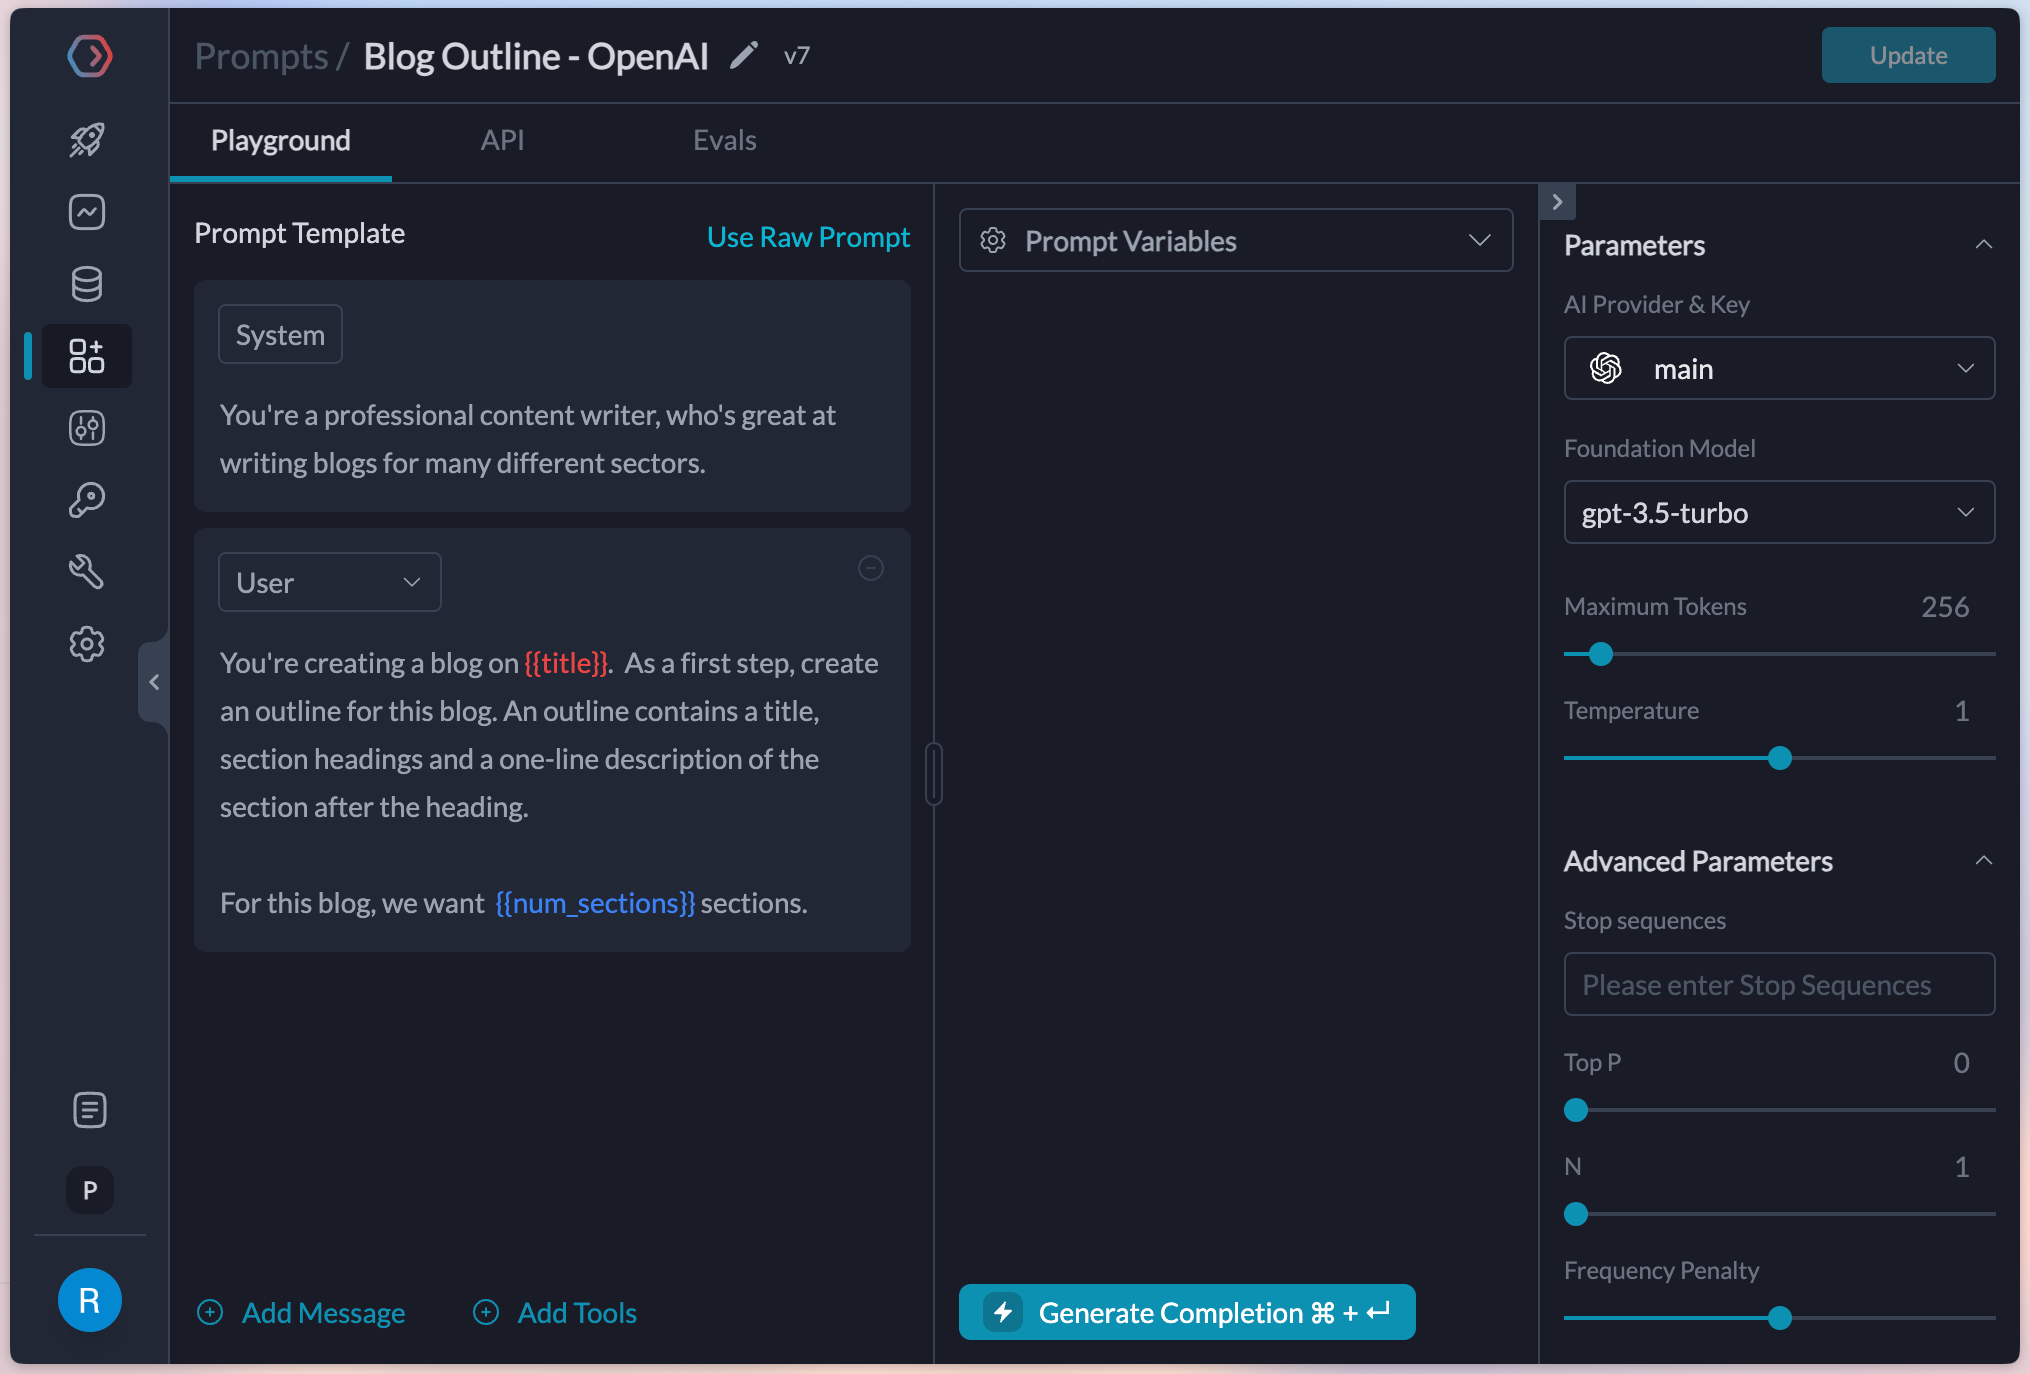 Prompts / Blog Outline - OpenAI v7
Update
Playground
API
Evals
Prompt Template
Use Raw Prompt
System
You're a professional content writer, who's great at
writing blogs for many different sectors.
User
You're creating a blog on {{title}}. As a first step, create
an outline for this blog. An outline contains a title,
section headings and a one-line description of the
section after the heading.
For this blog, we want {{num_sections}} sections.
Add Message
Add Tools
Prompt Variables
Generate Completion ⌘ + ↵
Parameters
AI Provider & Key
main
Foundation Model
gpt-3.5-turbo
Maximum Tokens 256
Temperature 1
Advanced Parameters
Stop sequences
Please enter Stop Sequences
Top P 0
N 1
Frequency Penalty
P
R